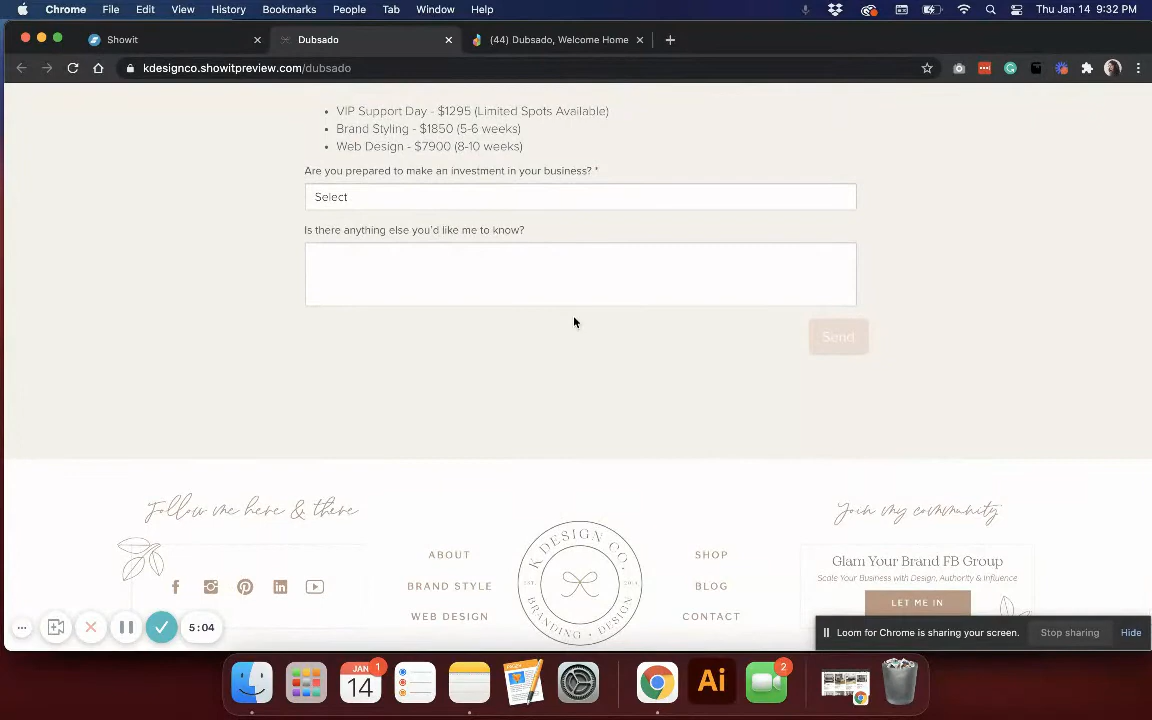 Chrome File Edit View History Bookmarks People Tab Window Help Thu Jan 14 9:32 PM
Showit Dubsado (44) Dubsado, Welcome Home
kdesignco.showitpreview.com/dubsado
• VIP Support Day - $1295 (Limited Spots Available)
• Brand Styling - $1850 (5-6 weeks)
• Web Design - $7900 (8-10 weeks)
Are you prepared to make an investment in your business? *
Select
Is there anything else you'd like me to know?
Send
Follow me here & there
Join my community
K DESIGN CO.
EST. 2014
BRANDING • DESIGN
ABOUT
BRAND STYLE
WEB DESIGN
SHOP
BLOG
CONTACT
Glam Your Brand FB Group
Scale Your Business with Design, Authority & Influence
LET ME IN
5:04
Loom for Chrome is sharing your screen. Stop sharing Hide
JAN 1
14
Ai
2